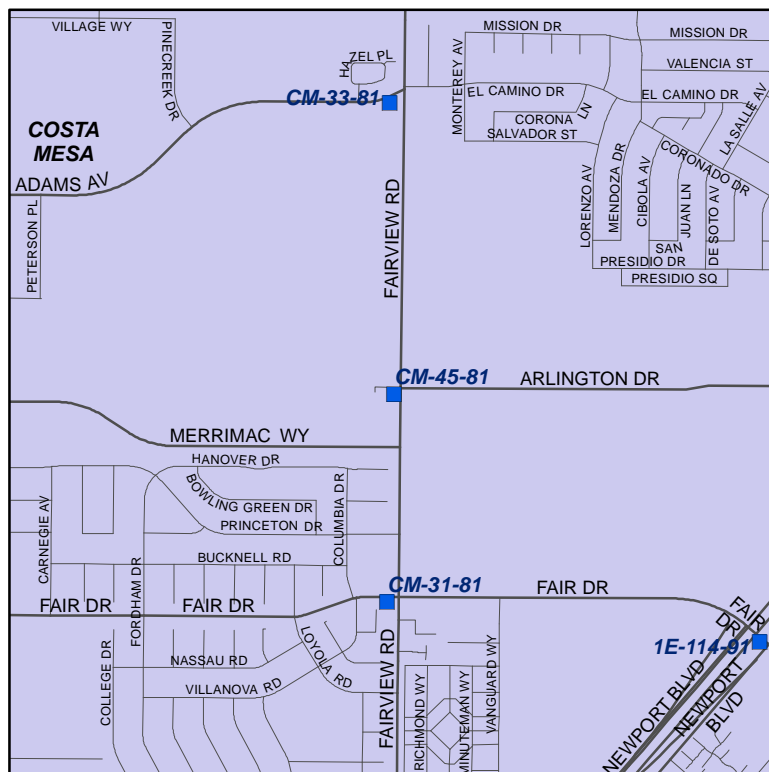 VILLAGE WY
PINECREEK DR
HAZEL PL
MISSION DR
MISSION DR
VALENCIA ST
MONTEREY AV
EL CAMINO DR
EL CAMINO DR
LA SALLE AV
CM-33-81
CORONA LN
SALVADOR ST
COSTA
MESA
CORONADO DR
ADAMS AV
PETERSON PL
FAIRVIEW RD
LORENZO AV
MENDOZA DR
CIBOLA AV
SAN JUAN LN
DE SOTO AV
PRESIDIO DR
PRESIDIO SQ
CM-45-81
ARLINGTON DR
MERRIMAC WY
HANOVER DR
BOWLING GREEN DR
PRINCETON DR
COLUMBIA DR
CARNEGIE AV
BUCKNELL RD
FORDHAM DR
CM-31-81
FAIR DR
FAIR DR
FAIR DR
FAIR DR
1E-114-91
LOYOLA RD
NASSAU RD
VILLANOVA RD
COLLEGE DR
FAIRVIEW RD
RICHMOND WY
MINUTEMAN WY
VANGUARD WY
NEWPORT BLVD
NEWPORT
BLVD